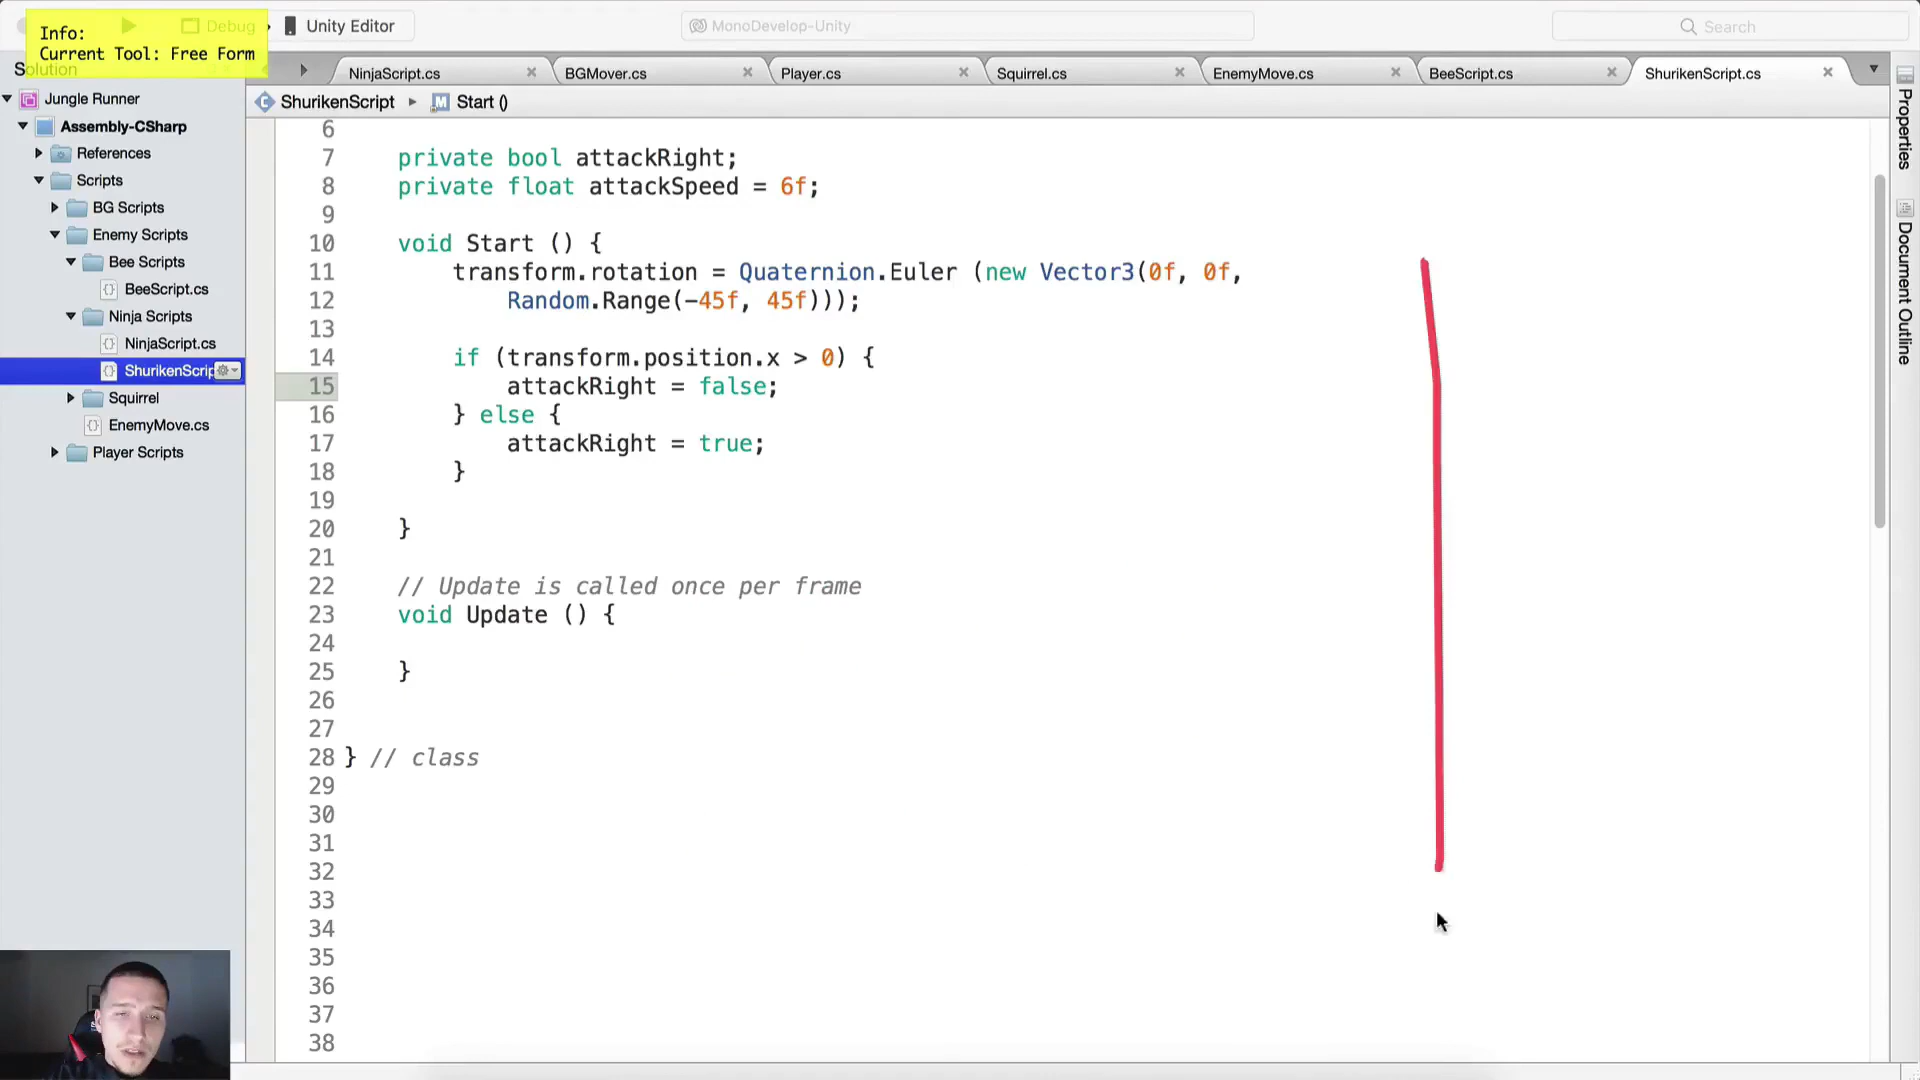 Info:
Current Tool: Free Form
Debug
Unity Editor
MonoDevelop-Unity
Search
Solution
NinjaScript.cs
BGMover.cs
Player.cs
Squirrel.cs
EnemyMove.cs
BeeScript.cs
ShurikenScript.cs
ShurikenScript
Start ()
Jungle Runner
Assembly-CSharp
References
Scripts
BG Scripts
Enemy Scripts
Bee Scripts
BeeScript.cs
Ninja Scripts
NinjaScript.cs
ShurikenScrip
Squirrel
EnemyMove.cs
Player Scripts
6
7 private bool attackRight;
8 private float attackSpeed = 6f;
9
10 void Start () {
11 transform.rotation = Quaternion.Euler (new Vector3(0f, 0f,
12 Random.Range(-45f, 45f)));
13
14 if (transform.position.x > 0) {
15 attackRight = false;
16 } else {
17 attackRight = true;
18 }
19
20 }
21
22 // Update is called once per frame
23 void Update () {
24
25 }
26
27
28 } // class
29
30
31
32
33
34
35
36
37
38
Properties
Document Outline